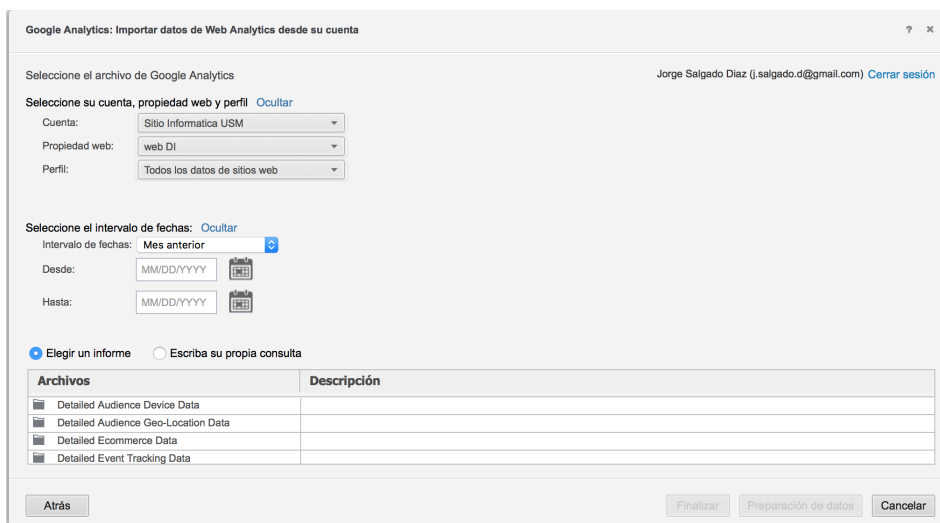 Google Analytics: Importar datos de Web Analytics desde su cuenta ? ×
Seleccione el archivo de Google Analytics Jorge Salgado Diaz (j.salgado.d@gmail.com) Cerrar sesión
Seleccione su cuenta, propiedad web y perfil Ocultar
Cuenta: Sitio Informatica USM
Propiedad web: web DI
Perfil: Todos los datos de sitios web
Seleccione el intervalo de fechas: Ocultar
Intervalo de fechas: Mes anterior
Desde: MM/DD/YYYY
Hasta: MM/DD/YYYY
Elegir un informe Escriba su propia consulta
Archivos Descripción
Detailed Audience Device Data
Detailed Audience Geo-Location Data
Detailed Ecommerce Data
Detailed Event Tracking Data
Atrás Finalizar Preparación de datos Cancelar